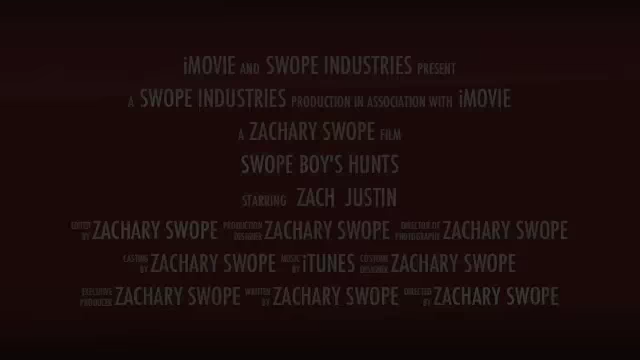 iMOVIE AND SWOPE INDUSTRIES PRESENT
A SWOPE INDUSTRIES PRODUCTION IN ASSOCIATION WITH iMOVIE
A ZACHARY SWOPE FILM
SWOPE BOY'S HUNTS
STARRING ZACH JUSTIN
EDITED BY ZACHARY SWOPE PRODUCTION DESIGNER ZACHARY SWOPE DIRECTOR OF PHOTOGRAPHY ZACHARY SWOPE
CASTING BY ZACHARY SWOPE MUSIC BY iTUNES COSTUME DESIGNER ZACHARY SWOPE
EXECUTIVE PRODUCER ZACHARY SWOPE WRITTEN BY ZACHARY SWOPE DIRECTED BY ZACHARY SWOPE